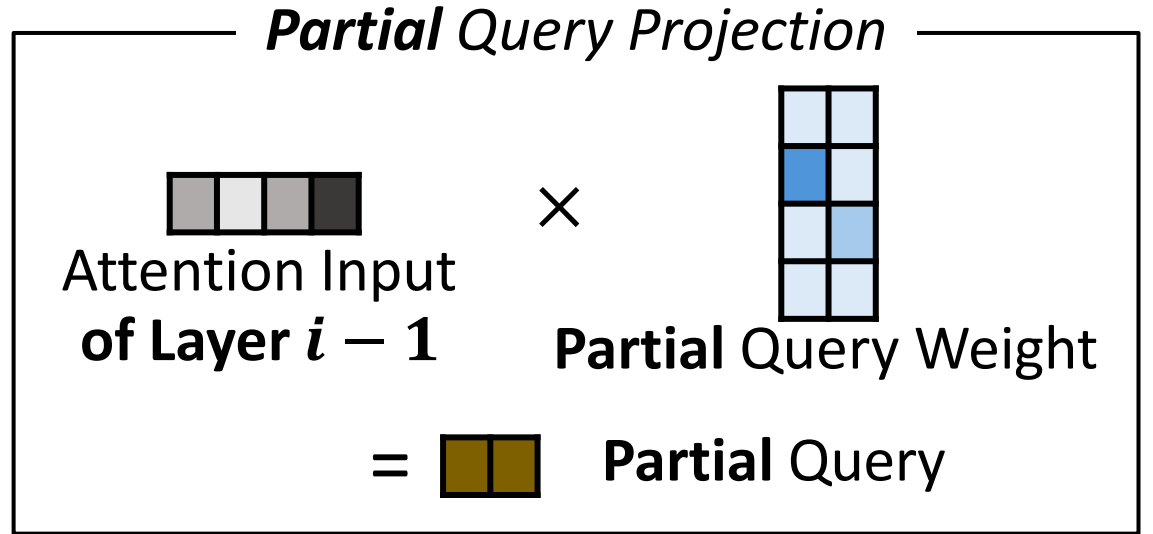 Partial Query Projection
×
Attention Input
of Layer i − 1
Partial Query Weight
= Partial Query